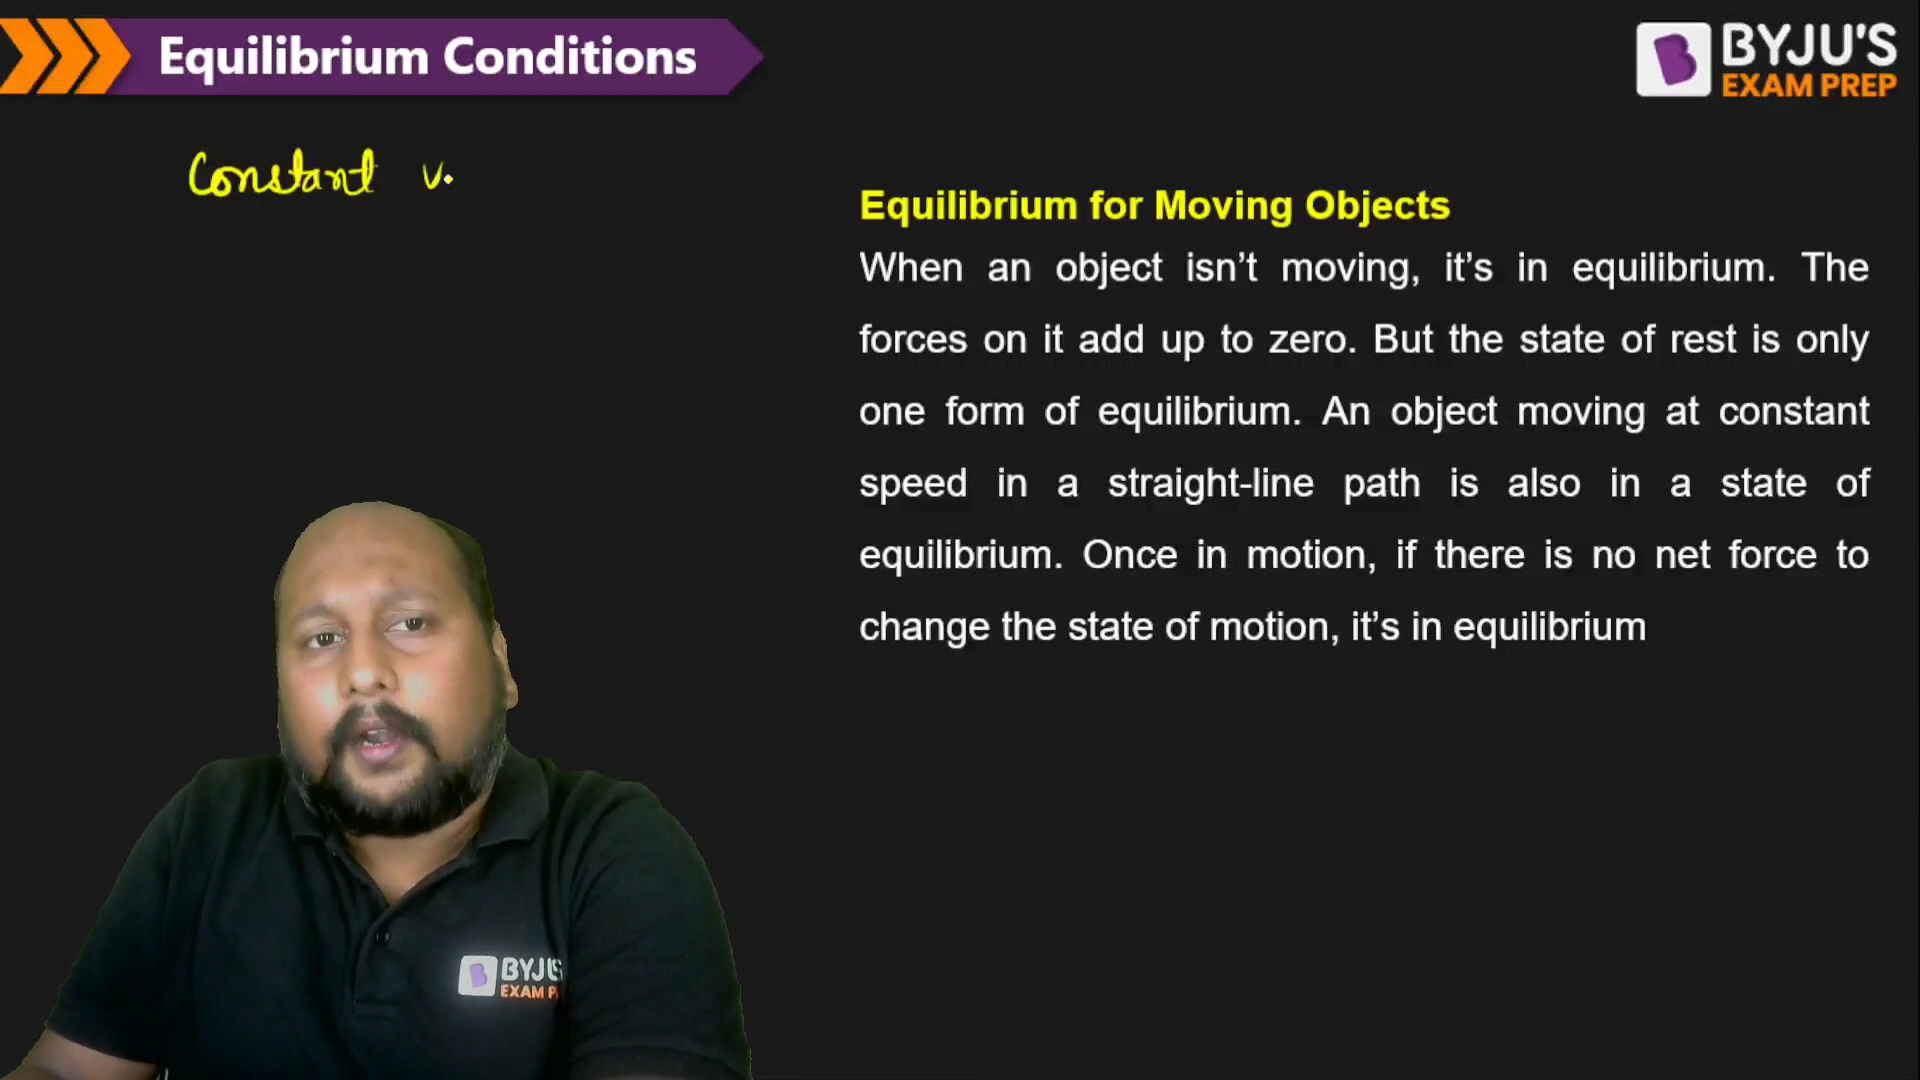 Equilibrium Conditions
BYJU'S
EXAM PREP
Constant v.
Equilibrium for Moving Objects
When an object isn’t moving, it’s in equilibrium. The
forces on it add up to zero. But the state of rest is only
one form of equilibrium. An object moving at constant
speed in a straight-line path is also in a state of
equilibrium. Once in motion, if there is no net force to
change the state of motion, it’s in equilibrium
BYJU'S
EXAM P